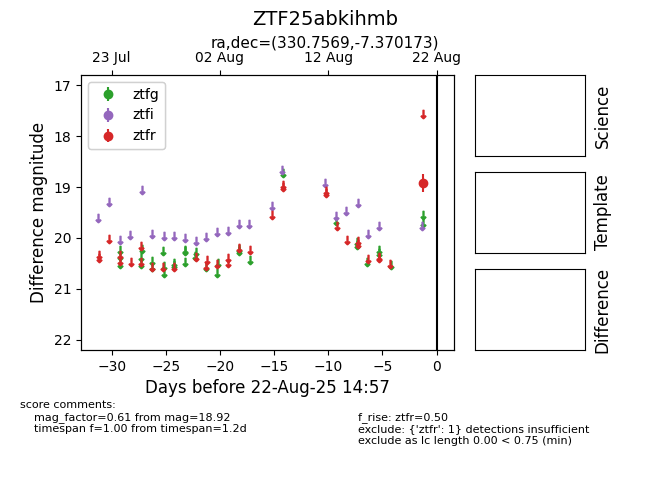 ZTF25abkihmb
ra,dec=(330.7569,-7.370173)
23 Jul 02 Aug 12 Aug 22 Aug
17
18
19
20
21
22
Difference magnitude
ztfg
ztfi
ztfr
−30 −25 −20 −15 −10 −5 0
Days before 22-Aug-25 14:57
Science
Template
Difference
score comments:
mag_factor=0.61 from mag=18.92
timespan f=1.00 from timespan=1.2d
f_rise: ztfr=0.50
exclude: {'ztfr': 1} detections insufficient
exclude as lc length 0.00 < 0.75 (min)